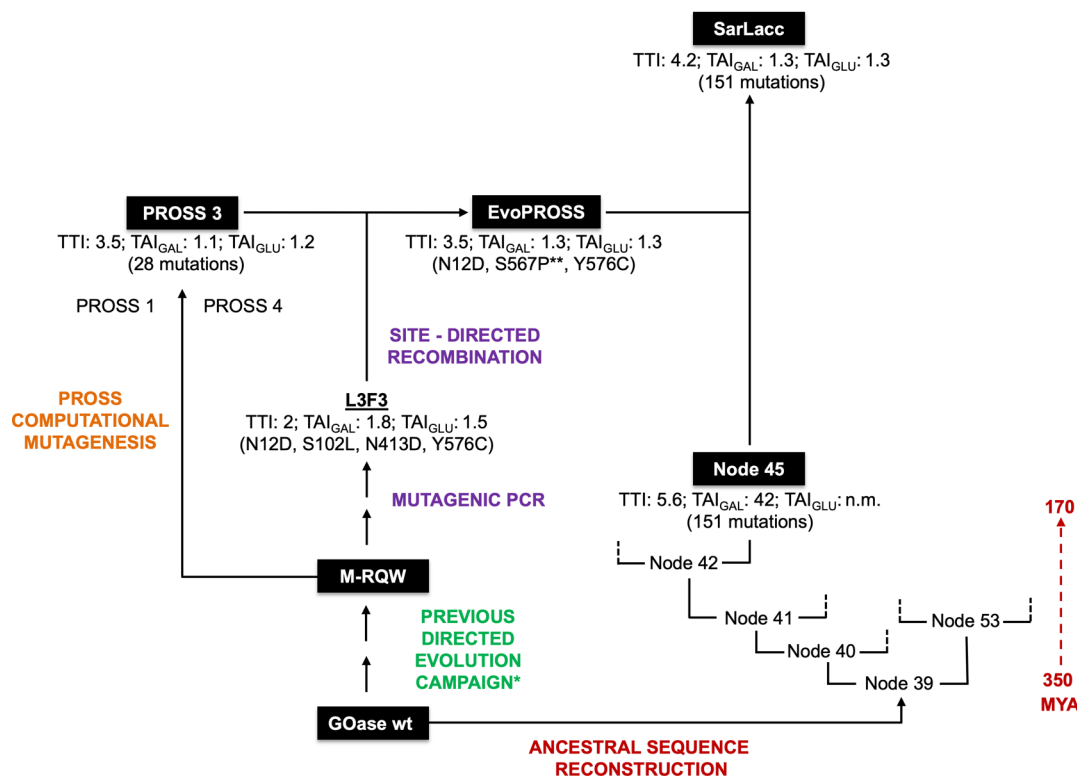 SarLacc
TTI: 4.2; TAI_GAL: 1.3; TAI_GLU: 1.3
(151 mutations)
PROSS 3
TTI: 3.5; TAI_GAL: 1.1; TAI_GLU: 1.2
(28 mutations)
EvoPROSS
TTI: 3.5; TAI_GAL: 1.3; TAI_GLU: 1.3
(N12D, S567P**, Y576C)
PROSS 1
PROSS 4
SITE - DIRECTED
RECOMBINATION
PROSS
COMPUTATIONAL
MUTAGENESIS
L3F3
TTI: 2; TAI_GAL: 1.8; TAI_GLU: 1.5
(N12D, S102L, N413D, Y576C)
MUTAGENIC PCR
Node 45
TTI: 5.6; TAI_GAL: 42; TAI_GLU: n.m.
(151 mutations)
M-RQW
PREVIOUS
DIRECTED
EVOLUTION
CAMPAIGN*
GOase wt
Node 42
Node 41
Node 53
Node 40
Node 39
170
350
MYA
ANCESTRAL SEQUENCE
RECONSTRUCTION